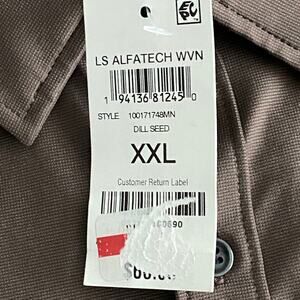 LS ALFATECH WVN
1 94136 81245 0
STYLE 100171748MN
DILL SEED
XXL
Customer Return Label